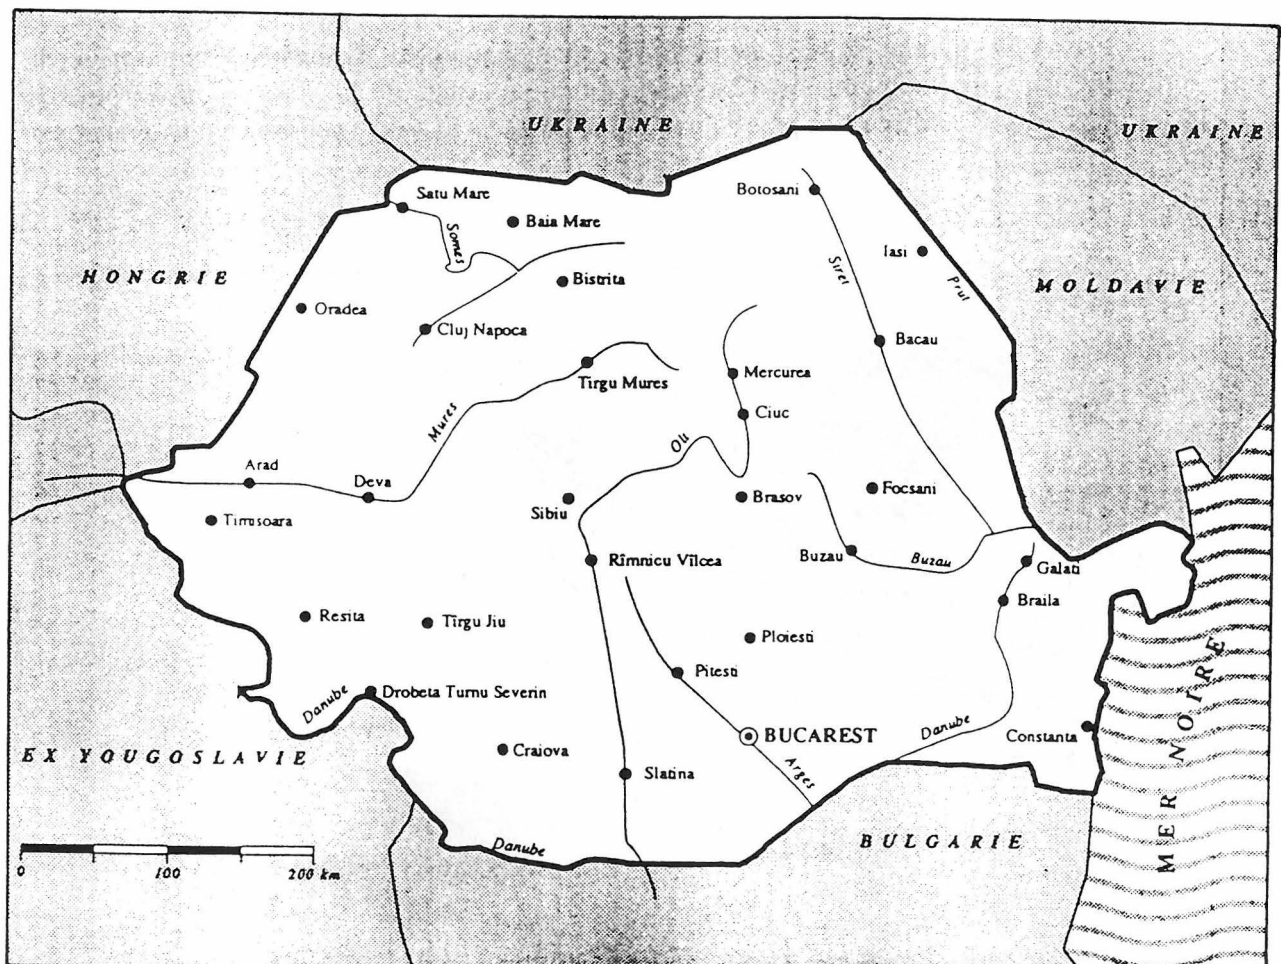 UKRAINE
UKRAINE
Satu Mare
Baia Mare
Botosani
Somes
Iasi
HONGRIE
Bistrita
Siret
Prut
MOLDAVIE
Oradea
Cluj Napoca
Bacau
Tirgu Mures
Mercurea
Ciuc
Mures
Olt
Arad
Deva
Sibiu
Brasov
Focsani
Timisoara
Rîmnicu Vîlcea
Buzau
Buzau
Galati
Braila
Resita
Tîrgu Jiu
Ploiesti
Pitesti
Danube
Drobeta Turnu Severin
BUCAREST
Danube
Constanta
EX YOUGOSLAVIE
Craiova
Slatina
Arges
MER NOIRE
Danube
BULGARIE
0 100 200 km